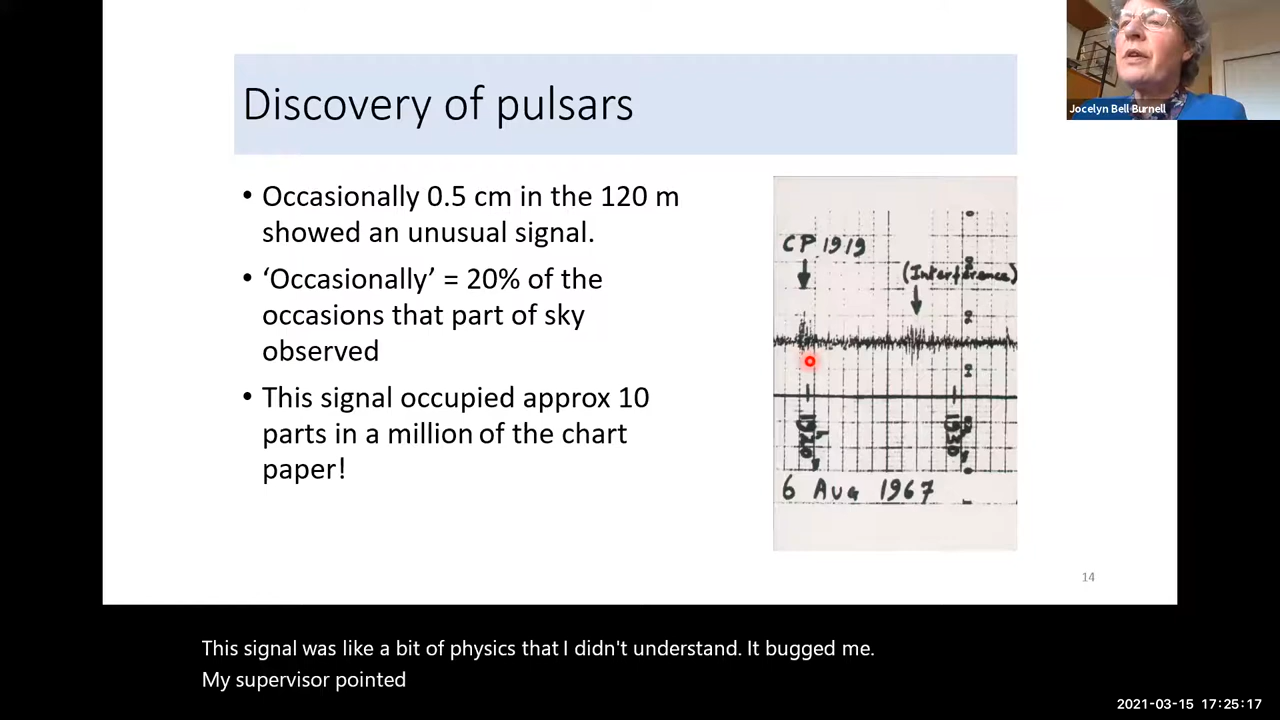 Jocelyn Bell Burnell
Discovery of pulsars
• Occasionally 0.5 cm in the 120 m
showed an unusual signal.
• ‘Occasionally’ = 20% of the
occasions that part of sky
observed
• This signal occupied approx 10
parts in a million of the chart
paper!
CP 1919
(Interference)
1920
1930
6 Aug 1967
14
This signal was like a bit of physics that I didn't understand. It bugged me.
My supervisor pointed
2021-03-15 17:25:17